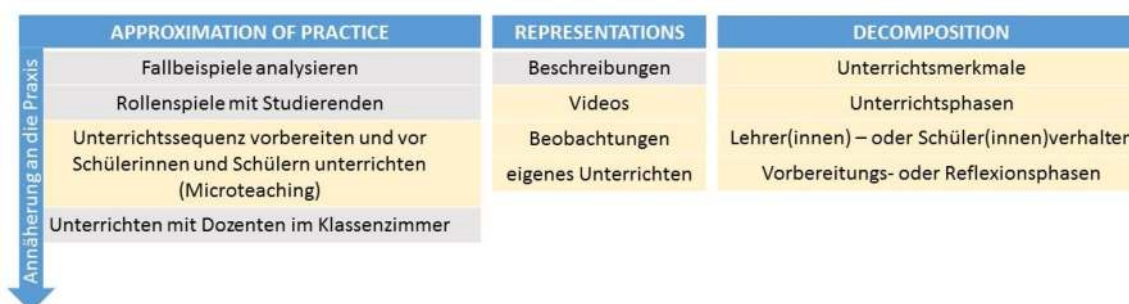 Annäherung an die Praxis
APPROXIMATION OF PRACTICE
Fallbeispiele analysieren
Rollenspiele mit Studierenden
Unterrichtssequenz vorbereiten und vor
Schülerinnen und Schülern unterrichten
(Microteaching)
Unterrichten mit Dozenten im Klassenzimmer
REPRESENTATIONS
Beschreibungen
Videos
Beobachtungen
eigenes Unterrichten
DECOMPOSITION
Unterrichtsmerkmale
Unterrichtsphasen
Lehrer(innen) – oder Schüler(innen)verhalten
Vorbereitungs- oder Reflexionsphasen